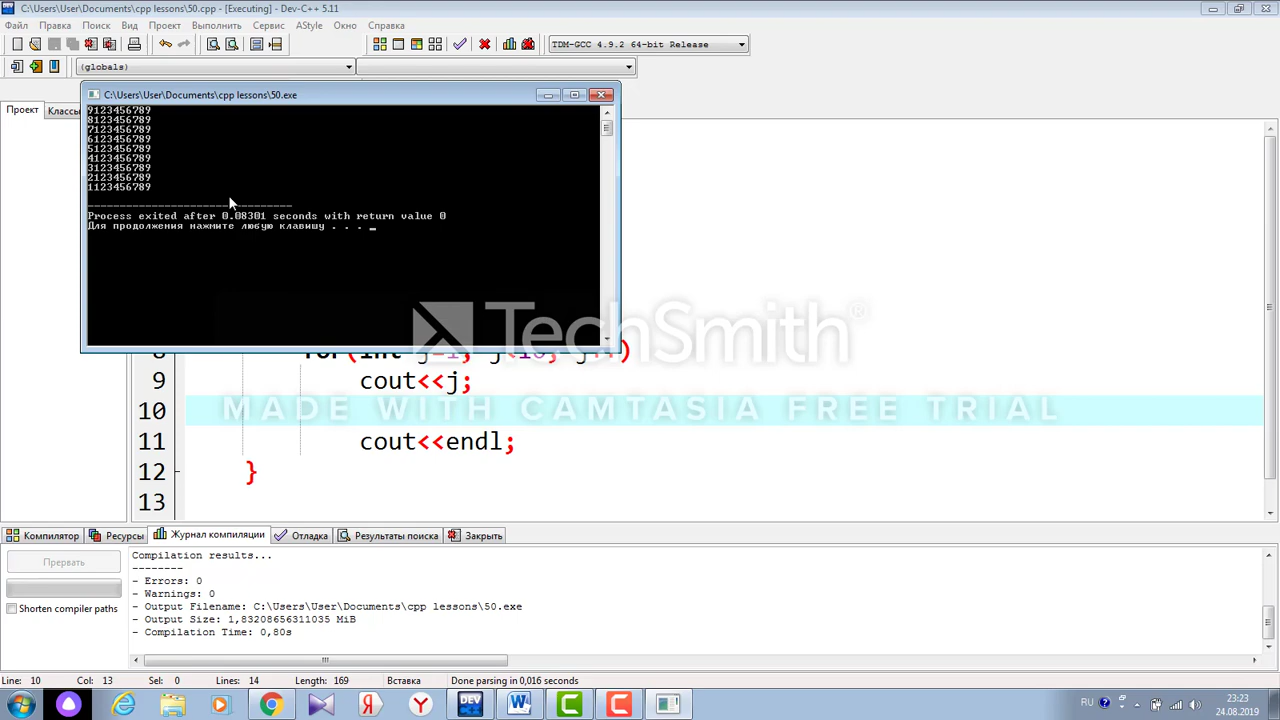 C:\Users\User\Documents\cpp lessons\50.cpp - [Executing] - Dev-C++ 5.11
Файл Правка Поиск Вид Проект Выполнить Сервис AStyle Окно Справка
TDM-GCC 4.9.2 64-bit Release
(globals)
Проект Классы
C:\Users\User\Documents\cpp lessons\50.exe
9123456789
8123456789
7123456789
6123456789
5123456789
4123456789
3123456789
2123456789
1123456789
--------------------------------
Process exited after 0.08301 seconds with return value 0
Для продолжения нажмите любую клавишу . . . _
TechSmith®
MADE WITH CAMTASIA FREE TRIAL
9 cout<<j;
10
11 cout<<endl;
12 }
13
Компилятор Ресурсы Журнал компиляции Отладка Результаты поиска Закрыть
Прервать
Shorten compiler paths
Compilation results...
--------
- Errors: 0
- Warnings: 0
- Output Filename: C:\Users\User\Documents\cpp lessons\50.exe
- Output Size: 1,83208656311035 MiB
- Compilation Time: 0,80s
Line: 10 Col: 13 Sel: 0 Lines: 14 Length: 169 Вставка Done parsing in 0,016 seconds
RU 23:23
24.08.2019